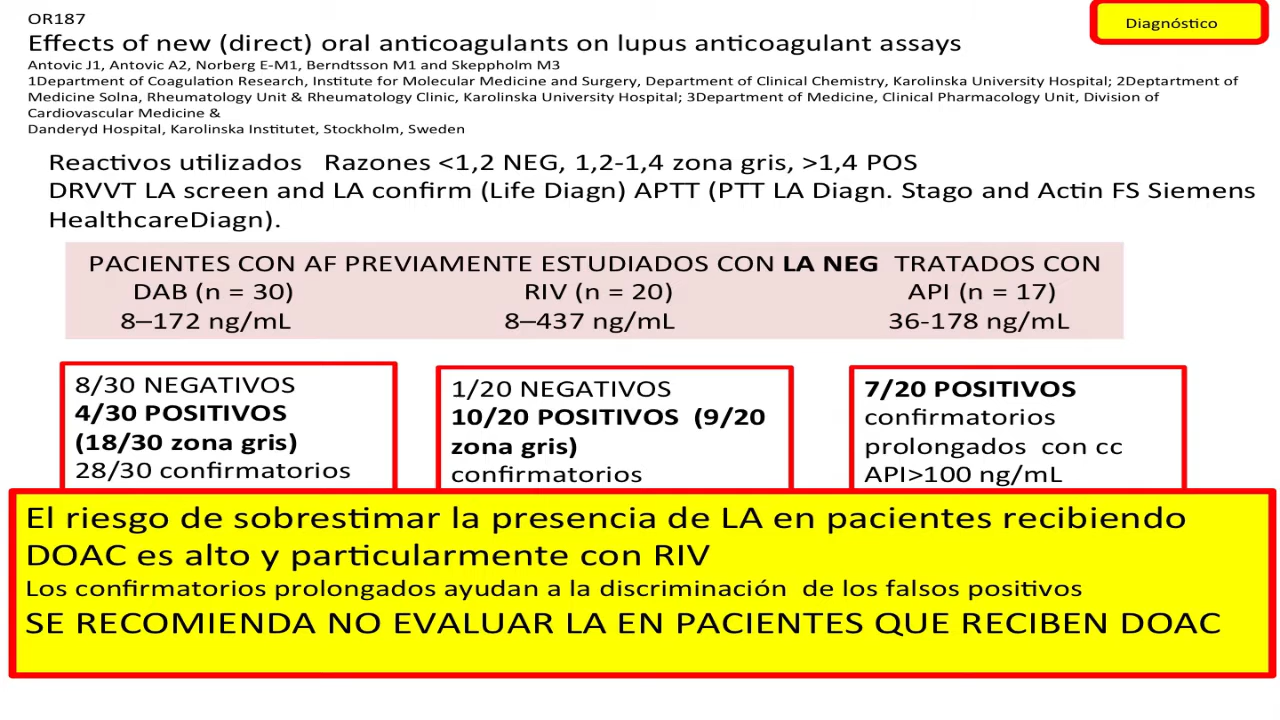 OR187
Diagnóstico
Effects of new (direct) oral anticoagulants on lupus anticoagulant assays
Antovic J1, Antovic A2, Norberg E-M1, Berndtsson M1 and Skeppholm M3
1Department of Coagulation Research, Institute for Molecular Medicine and Surgery, Department of Clinical Chemistry, Karolinska University Hospital; 2Deptartment of
Medicine Solna, Rheumatology Unit & Rheumatology Clinic, Karolinska University Hospital; 3Department of Medicine, Clinical Pharmacology Unit, Division of
Cardiovascular Medicine &
Danderyd Hospital, Karolinska Institutet, Stockholm, Sweden
Reactivos utilizados Razones <1,2 NEG, 1,2-1,4 zona gris, >1,4 POS
DRVVT LA screen and LA confirm (Life Diagn) APTT (PTT LA Diagn. Stago and Actin FS Siemens
HealthcareDiagn).
PACIENTES CON AF PREVIAMENTE ESTUDIADOS CON LA NEG TRATADOS CON
DAB (n = 30) RIV (n = 20) API (n = 17)
8–172 ng/mL 8–437 ng/mL 36-178 ng/mL
8/30 NEGATIVOS
4/30 POSITIVOS
(18/30 zona gris)
28/30 confirmatorios
1/20 NEGATIVOS
10/20 POSITIVOS (9/20
zona gris)
confirmatorios
7/20 POSITIVOS
confirmatorios
prolongados con cc
API>100 ng/mL
El riesgo de sobrestimar la presencia de LA en pacientes recibiendo
DOAC es alto y particularmente con RIV
Los confirmatorios prolongados ayudan a la discriminación de los falsos positivos
SE RECOMIENDA NO EVALUAR LA EN PACIENTES QUE RECIBEN DOAC